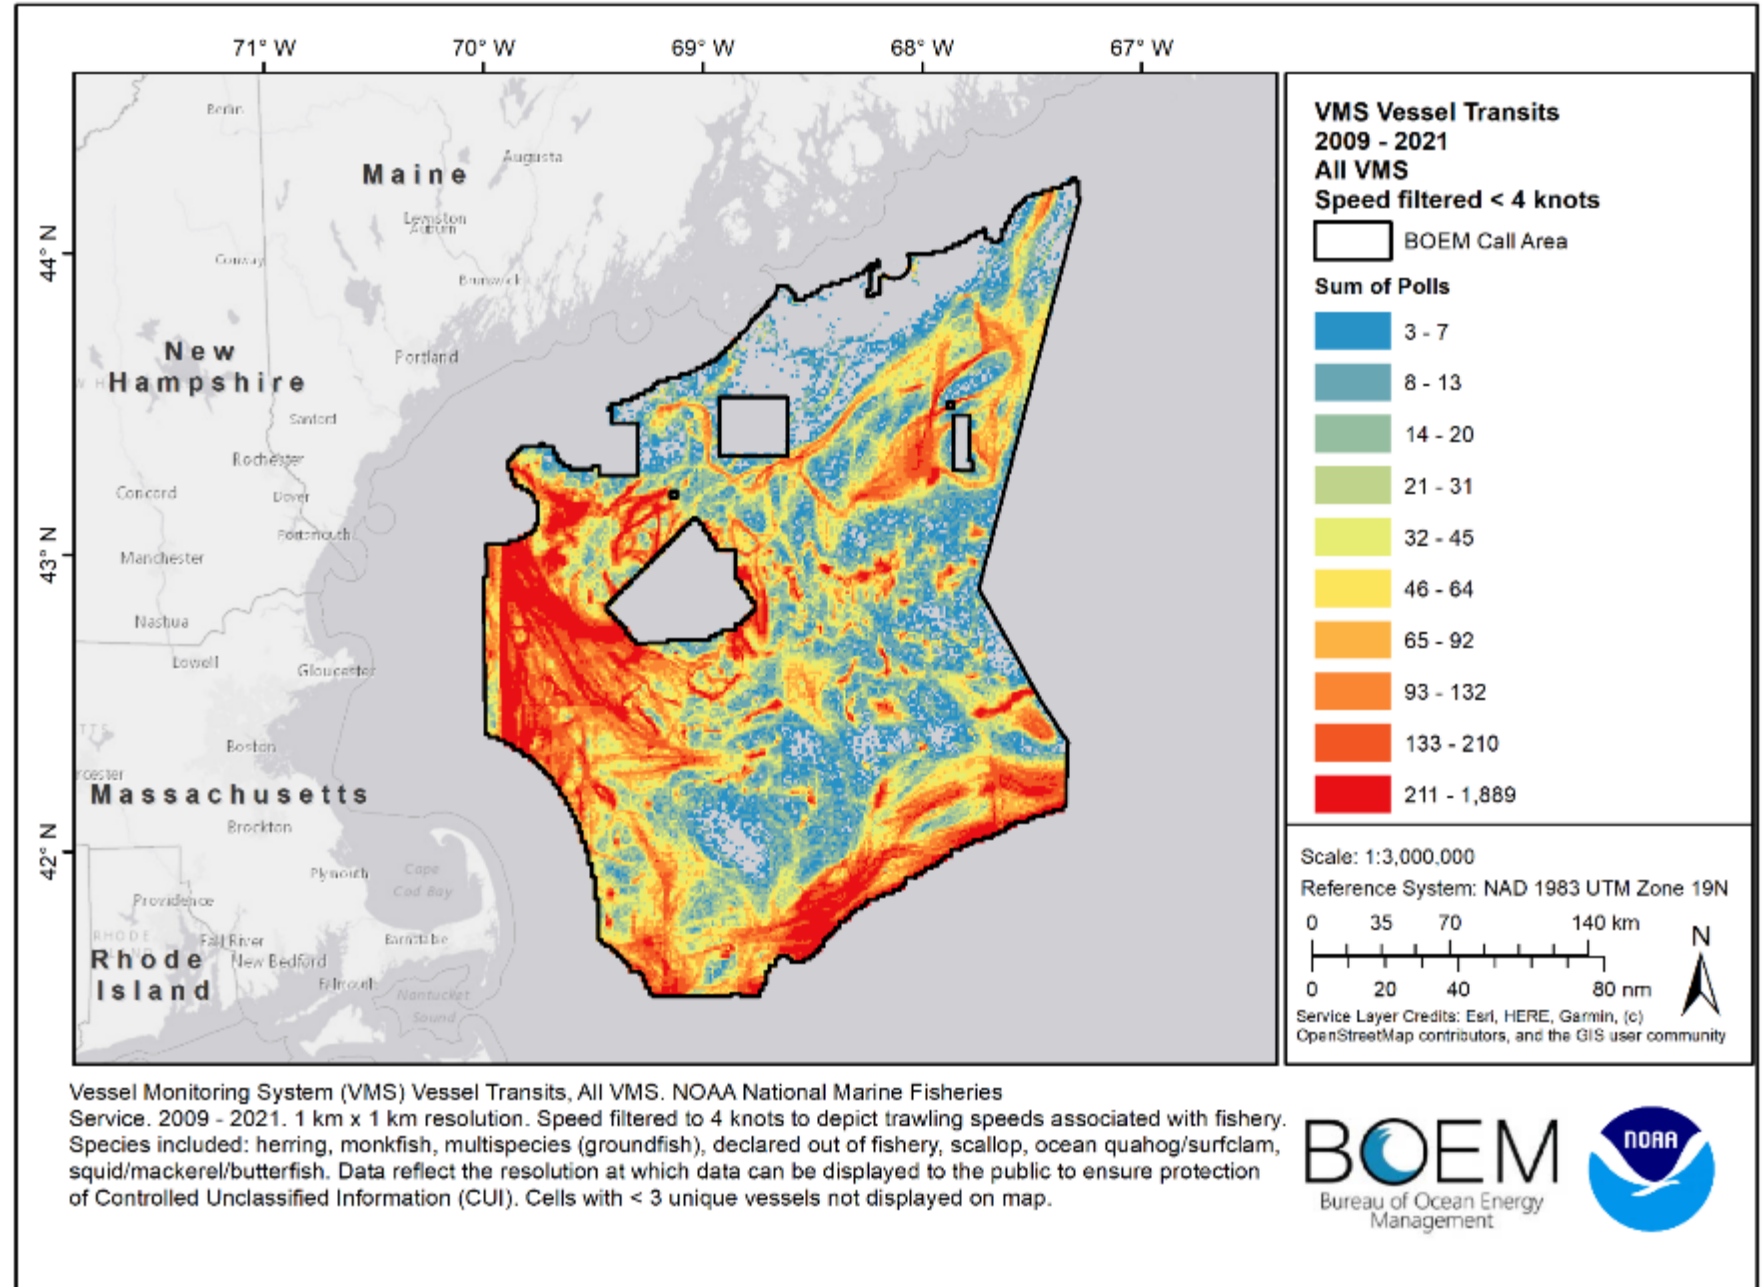 71° W
70° W
69° W
68° W
67° W
44° N
43° N
42° N
Berlin
Augusta
Maine
Lewiston
Auburn
Conway
Brunswick
New
Hampshire
Portland
Sanford
Rochester
Concord
Dover
Portsmouth
Manchester
Nashua
Lowell
Gloucester
Boston
Massachusetts
Brockton
Plymouth
Cape
Cod Bay
Providence
RHODE
Fall River
Barnstable
Rhode
Island
New Bedford
Falmouth
Nantucket
Sound
VMS Vessel Transits
2009 - 2021
All VMS
Speed filtered < 4 knots
BOEM Call Area
Sum of Polls
3 - 7
8 - 13
14 - 20
21 - 31
32 - 45
46 - 64
65 - 92
93 - 132
133 - 210
211 - 1,889
Scale: 1:3,000,000
Reference System: NAD 1983 UTM Zone 19N
0 35 70 140 km
N
0 20 40 80 nm
Service Layer Credits: Esri, HERE, Garmin, (c)
OpenStreetMap contributors, and the GIS user community
Vessel Monitoring System (VMS) Vessel Transits, All VMS. NOAA National Marine Fisheries
Service. 2009 - 2021. 1 km x 1 km resolution. Speed filtered to 4 knots to depict trawling speeds associated with fishery.
Species included: herring, monkfish, multispecies (groundfish), declared out of fishery, scallop, ocean quahog/surfclam,
squid/mackerel/butterfish. Data reflect the resolution at which data can be displayed to the public to ensure protection
of Controlled Unclassified Information (CUI). Cells with < 3 unique vessels not displayed on map.
BOEM
Bureau of Ocean Energy
Management
NOAA